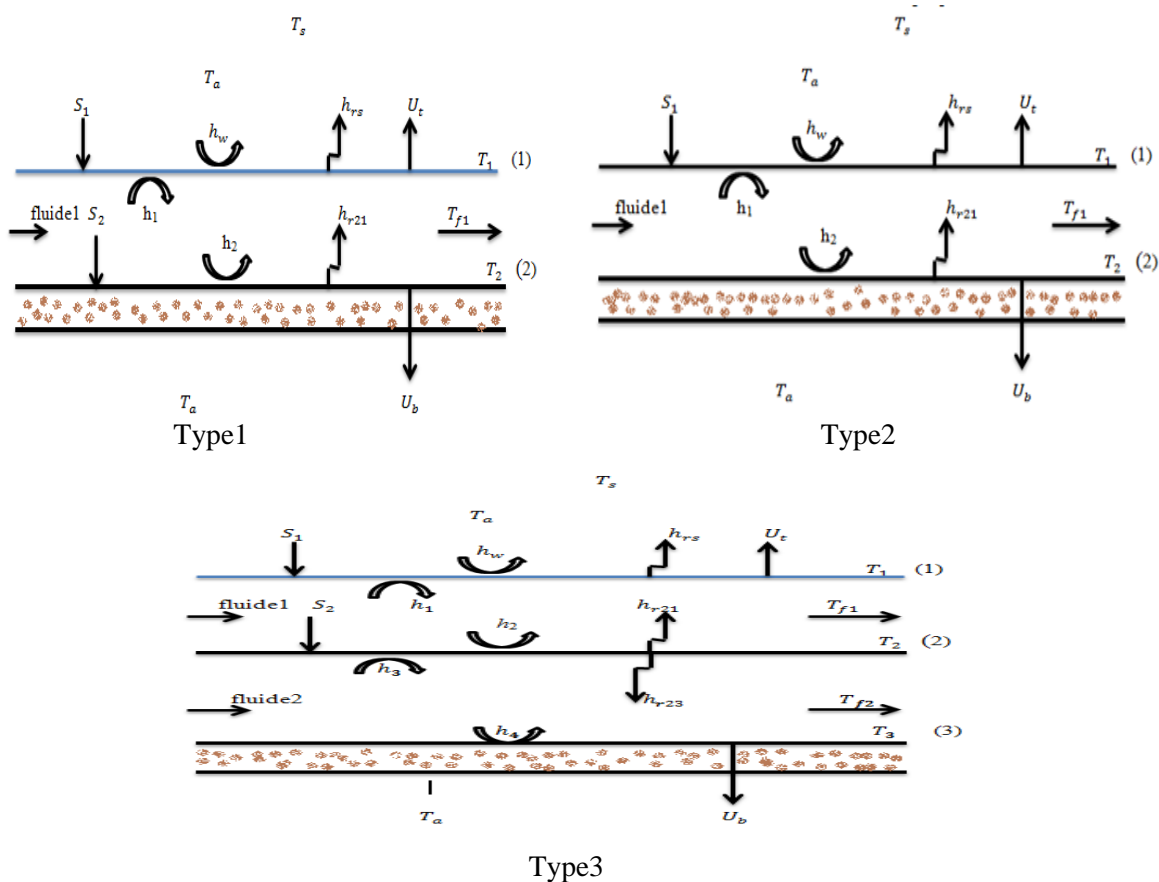 T_s T_s
T_a T_a
S_1 h_w h_rs U_t S_1 h_w h_rs U_t
T_1 (1) T_1 (1)
fluide1 S_2 h_1 h_r21 T_f1 fluide1 h_1 h_r21 T_f1
h_2 T_2 (2) h_2 T_2 (2)
T_a U_b T_a U_b
Type1 Type2
T_s
T_a
S_1 h_w h_rs U_t
T_1 (1)
fluide1 S_2 h_1 h_2 h_r21 T_f1
T_2 (2)
h_3
fluide2 h_r23 T_f2
h_4 T_3 (3)
T_a U_b
Type3